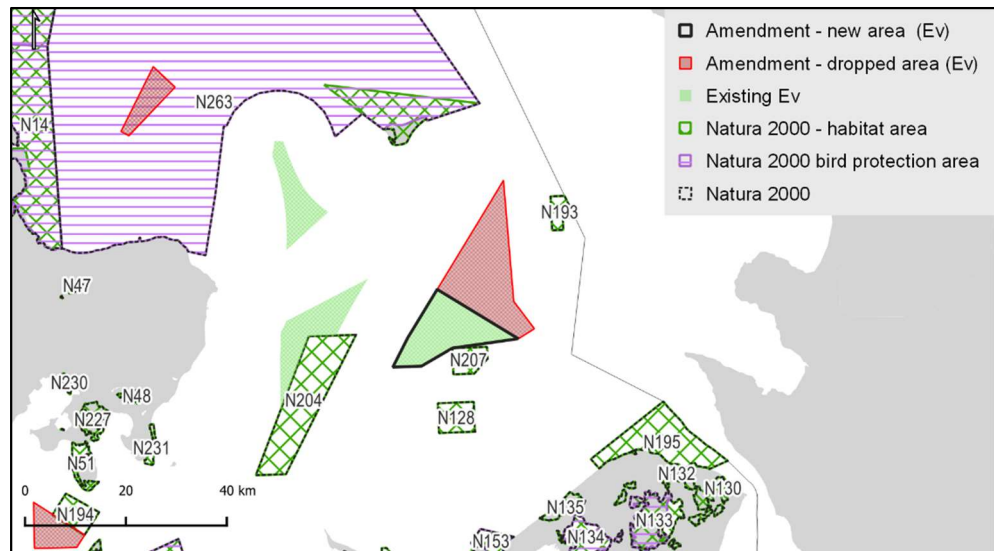 Amendment - new area (Ev)
Amendment - dropped area (Ev)
Existing Ev
Natura 2000 - habitat area
Natura 2000 bird protection area
Natura 2000
N14
N263
N193
N47
N207
N230
N48
N204
N128
N227
N231
N51
N195
N132
N130
0 20 40 km
N194
N135
N133
N134
N153